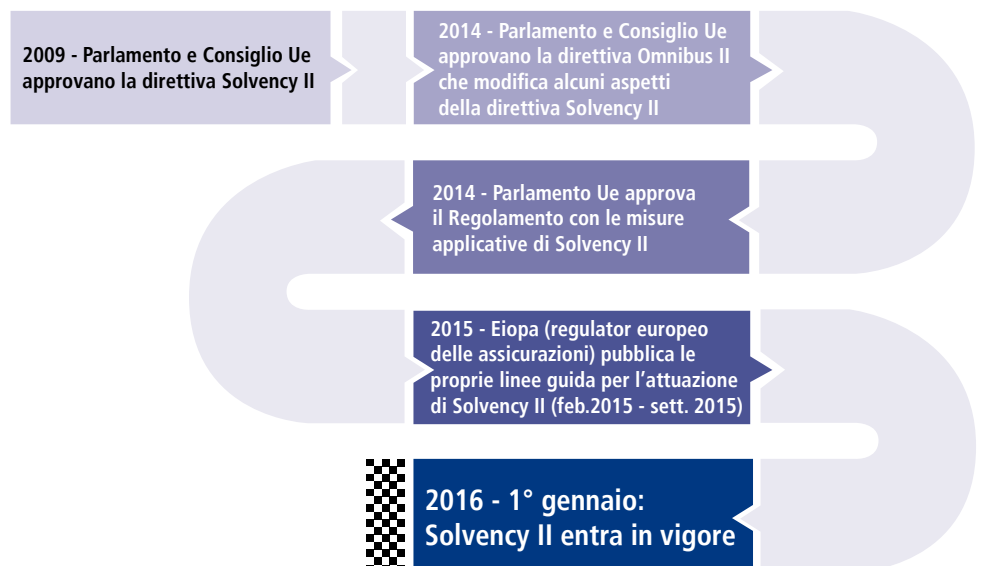 2009 - Parlamento e Consiglio Ue
approvano la direttiva Solvency II
2014 - Parlamento e Consiglio Ue
approvano la direttiva Omnibus II
che modifica alcuni aspetti
della direttiva Solvency II
2014 - Parlamento Ue approva
il Regolamento con le misure
applicative di Solvency II
2015 - Eiopa (regulator europeo
delle assicurazioni) pubblica le
proprie linee guida per l'attuazione
di Solvency II (feb.2015 - sett. 2015)
2016 - 1° gennaio:
Solvency II entra in vigore